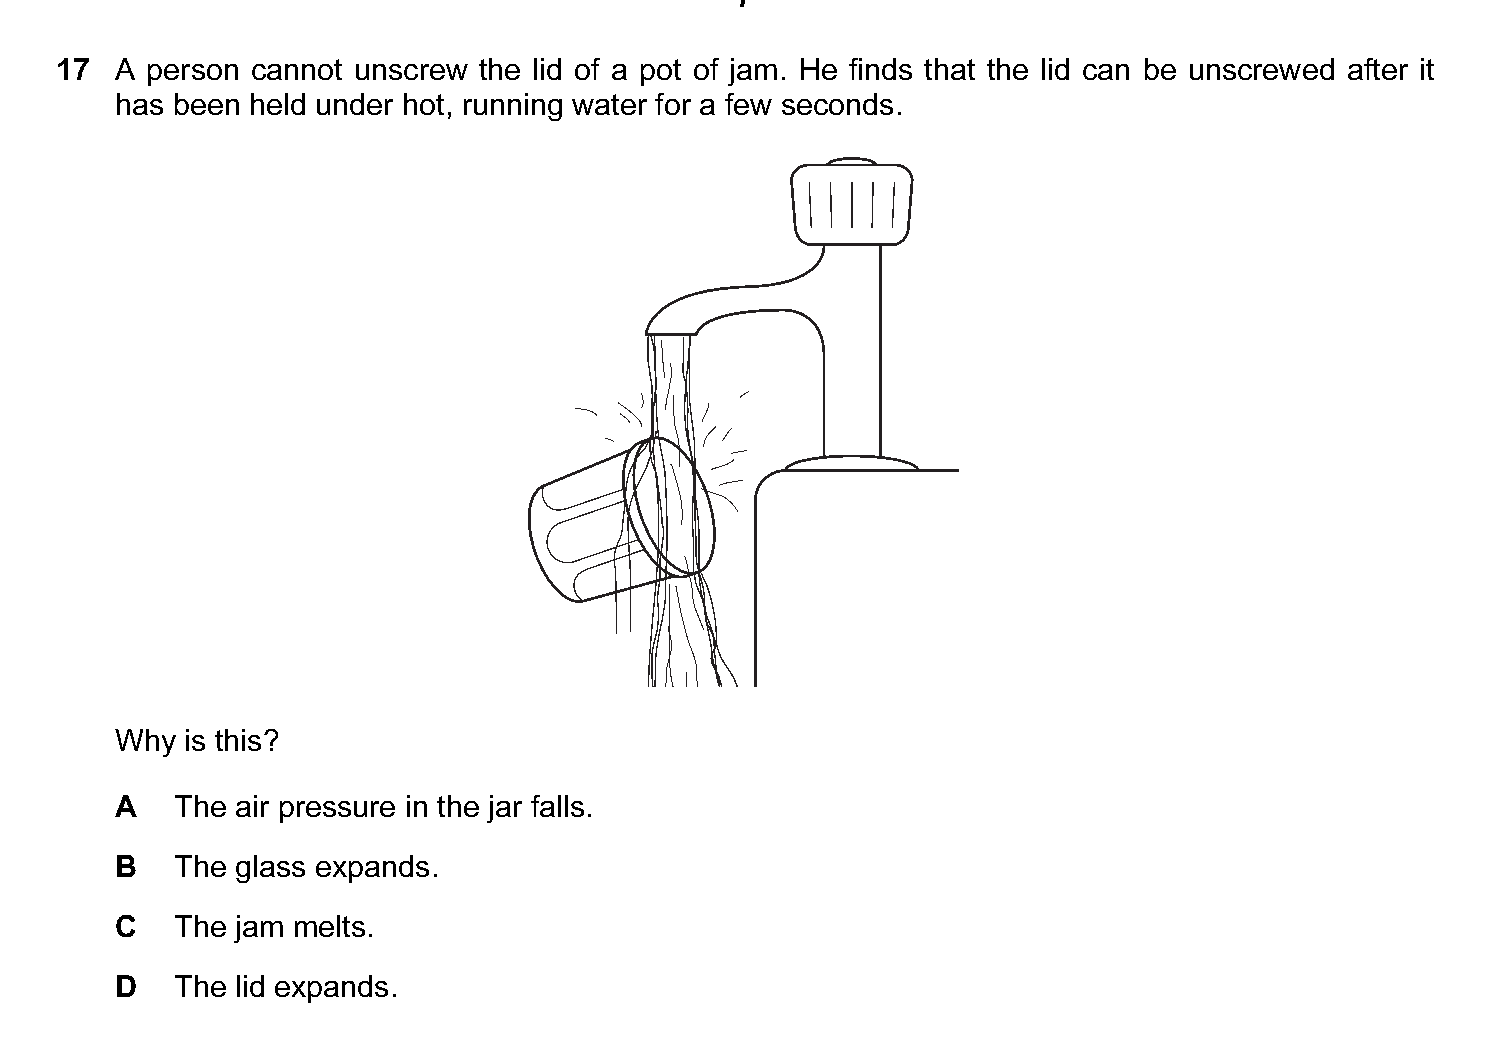 17 A person cannot unscrew the lid of a pot of jam. He finds that the lid can be unscrewed after it
has been held under hot, running water for a few seconds.
Why is this?
A The air pressure in the jar falls.
B The glass expands.
C The jam melts.
D The lid expands.